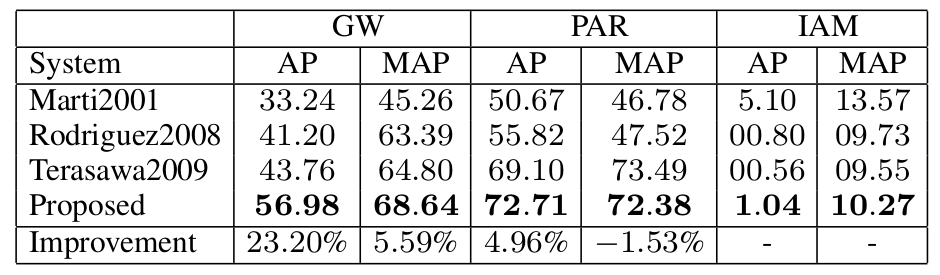 GW PAR IAM
System AP MAP AP MAP AP MAP
Marti2001 33.24 45.26 50.67 46.78 5.10 13.57
Rodriguez2008 41.20 63.39 55.82 47.52 00.80 09.73
Terasawa2009 43.76 64.80 69.10 73.49 00.56 09.55
Proposed 56.98 68.64 72.71 72.38 1.04 10.27
Improvement 23.20% 5.59% 4.96% −1.53% - -